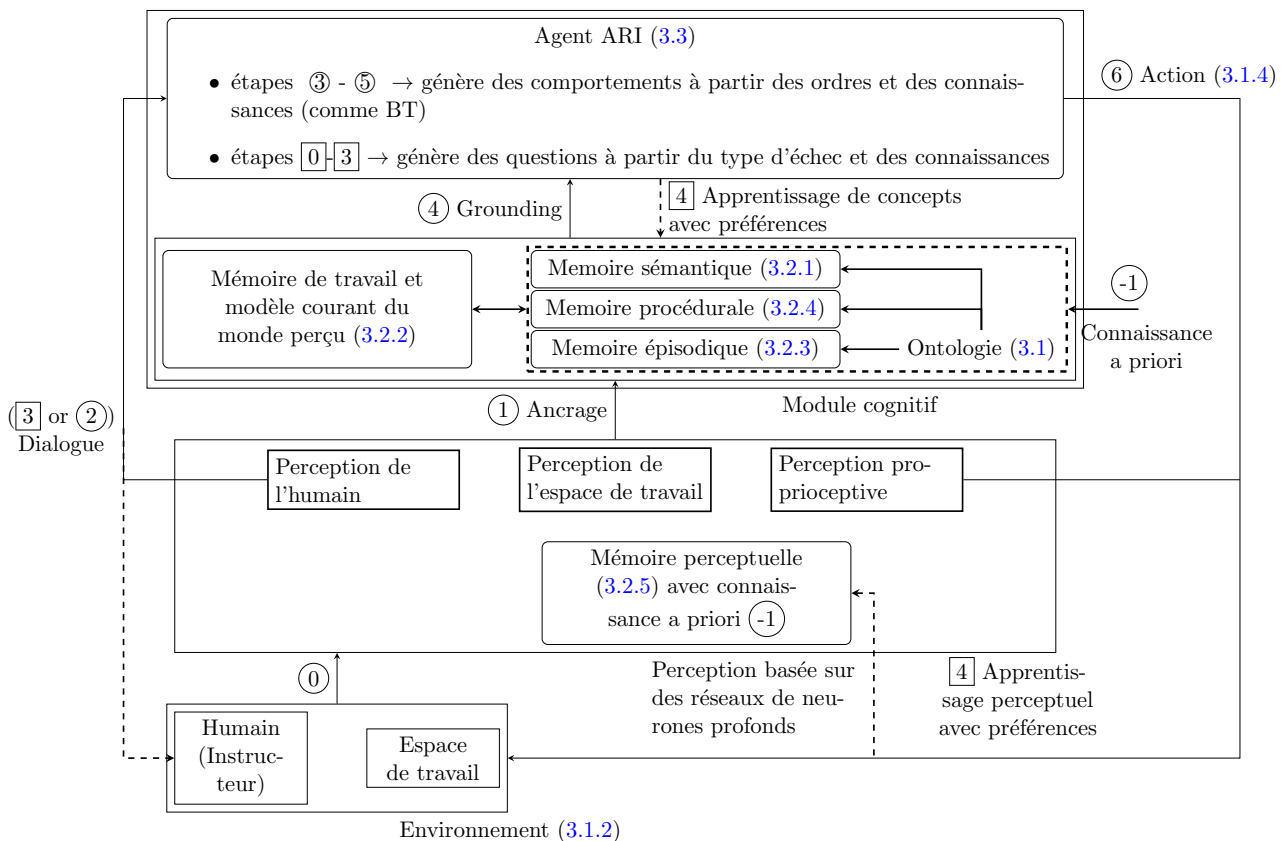 Agent ARI (3.3)
• étapes ③ - ⑤ → génère des comportements à partir des ordres et des connais-
sances (comme BT)
• étapes 0-3 → génère des questions à partir du type d'échec et des connaissances
⑥ Action (3.1.4)
④ Grounding
4 Apprentissage de concepts
avec préférences
Mémoire de travail et
modèle courant du
monde perçu (3.2.2)
Memoire sémantique (3.2.1)
Memoire procédurale (3.2.4)
Memoire épisodique (3.2.3)
Ontologie (3.1)
-1
Connaissance
a priori
① Ancrage
Module cognitif
(3 or ②)
Dialogue
Perception de
l'humain
Perception de
l'espace de travail
Perception pro-
prioceptive
Mémoire perceptuelle
(3.2.5) avec connais-
sance a priori -1
⓪
Perception basée sur
des réseaux de neu-
rones profonds
4 Apprentis-
sage perceptuel
avec préférences
Humain
(Instruc-
teur)
Espace
de travail
Environnement (3.1.2)